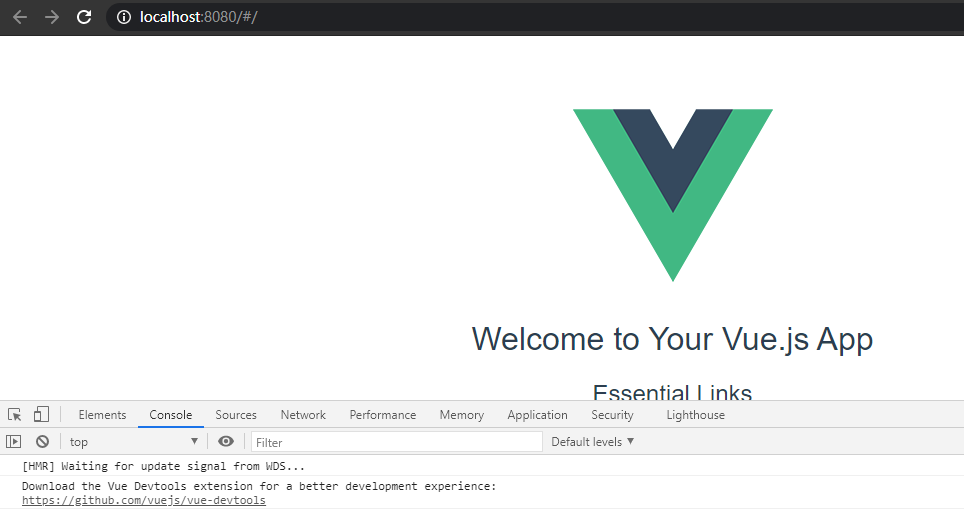 localhost:8080/#/
Welcome to Your Vue.js App
Essential Links
Elements Console Sources Network Performance Memory Application Security Lighthouse
top Filter Default levels
[HMR] Waiting for update signal from WDS...
Download the Vue Devtools extension for a better development experience:
https://github.com/vuejs/vue-devtools